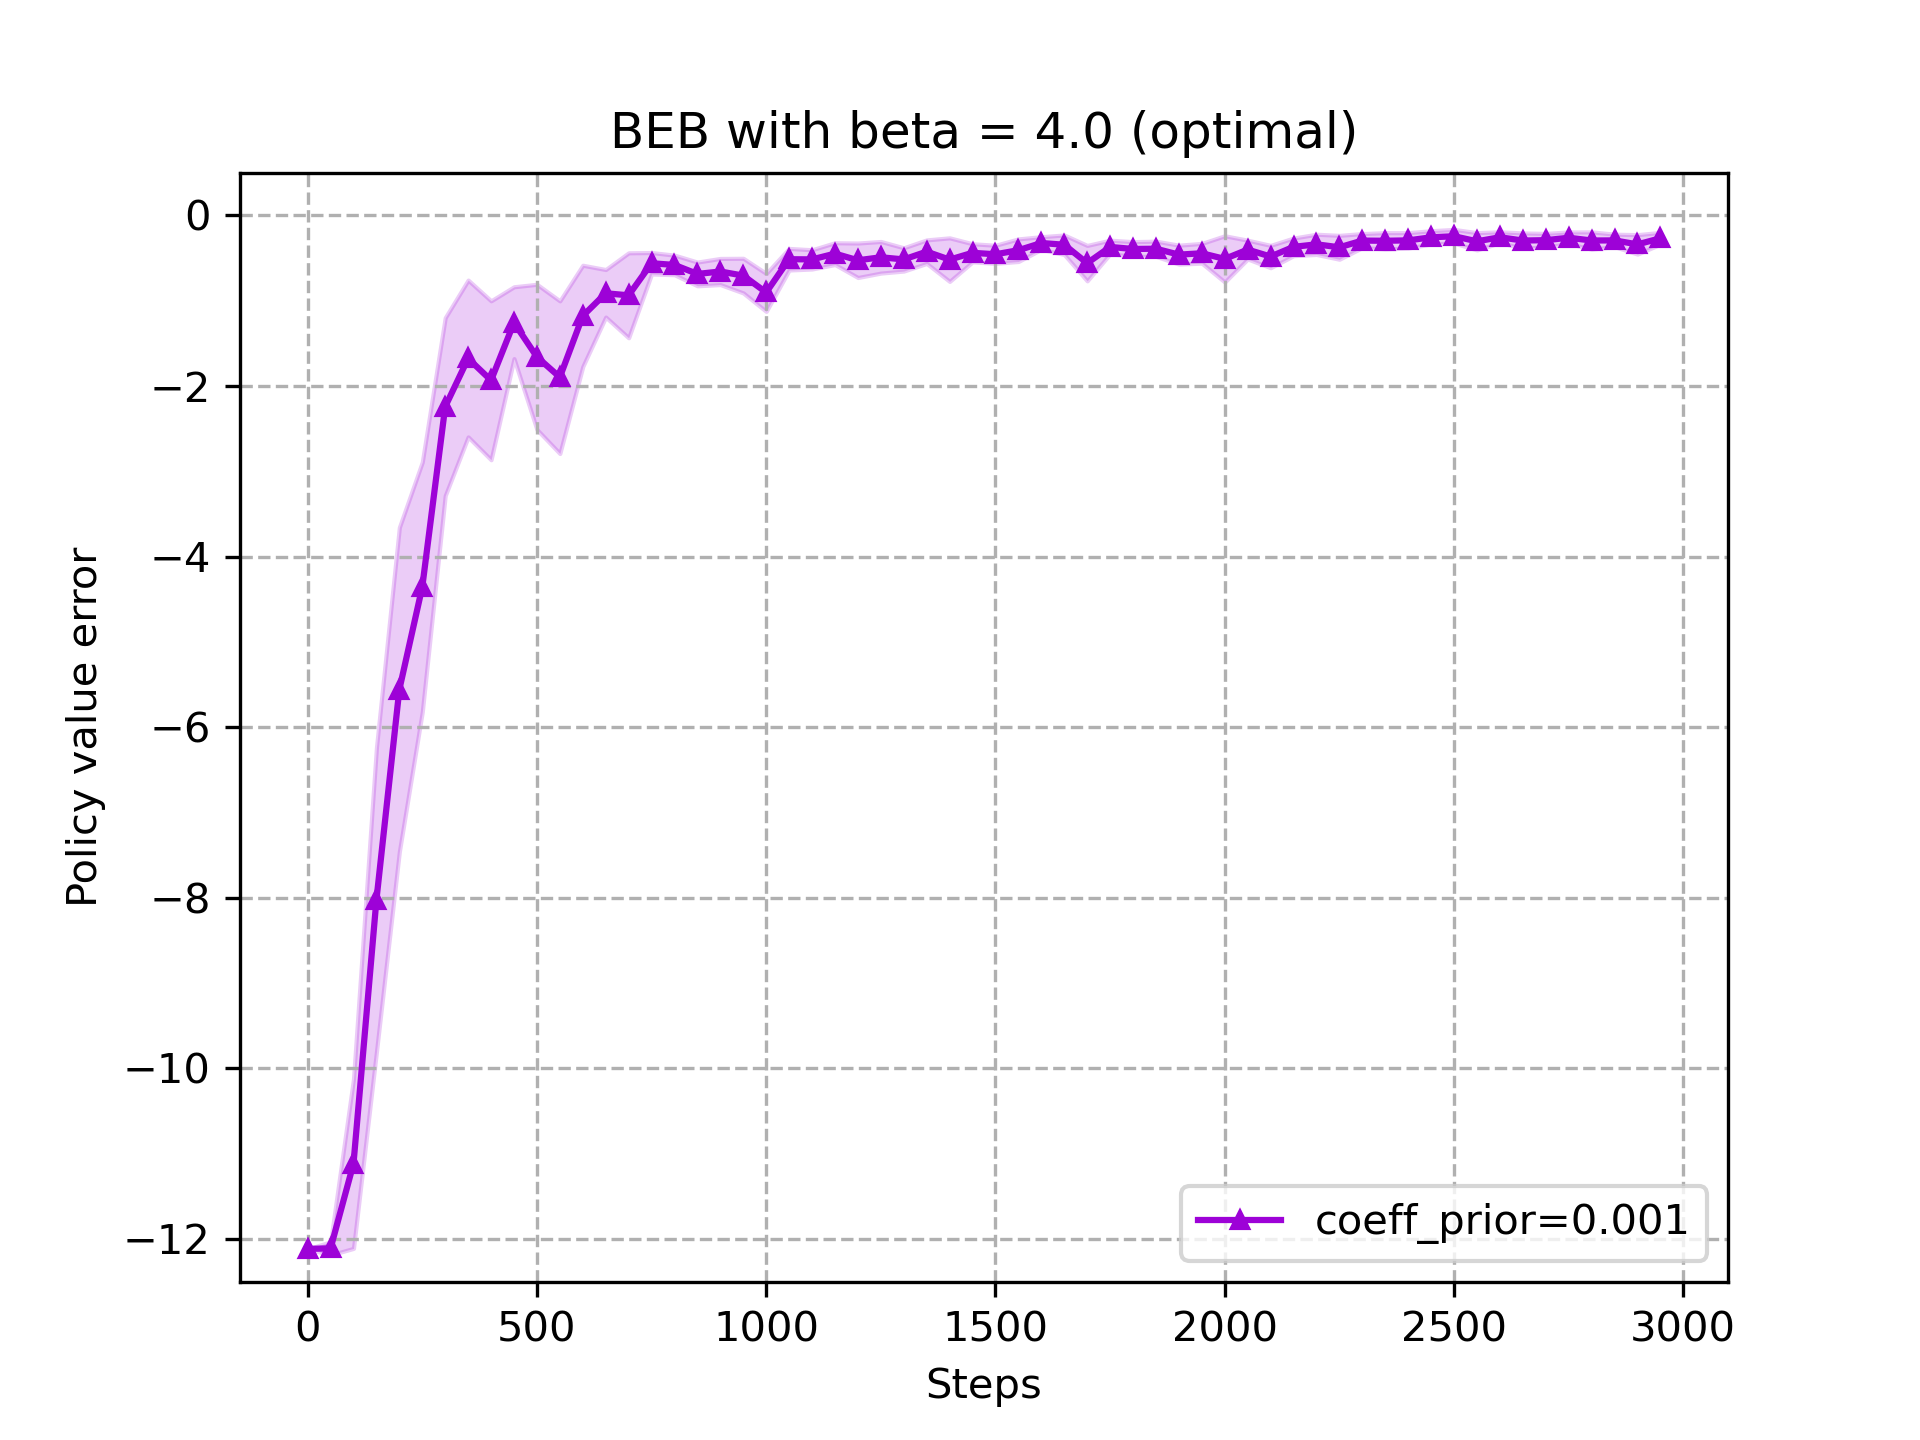 BEB with beta = 4.0 (optimal)
0
−2
−4
−6
−8
−10
−12
Policy value error
coeff_prior=0.001
0 500 1000 1500 2000 2500 3000
Steps